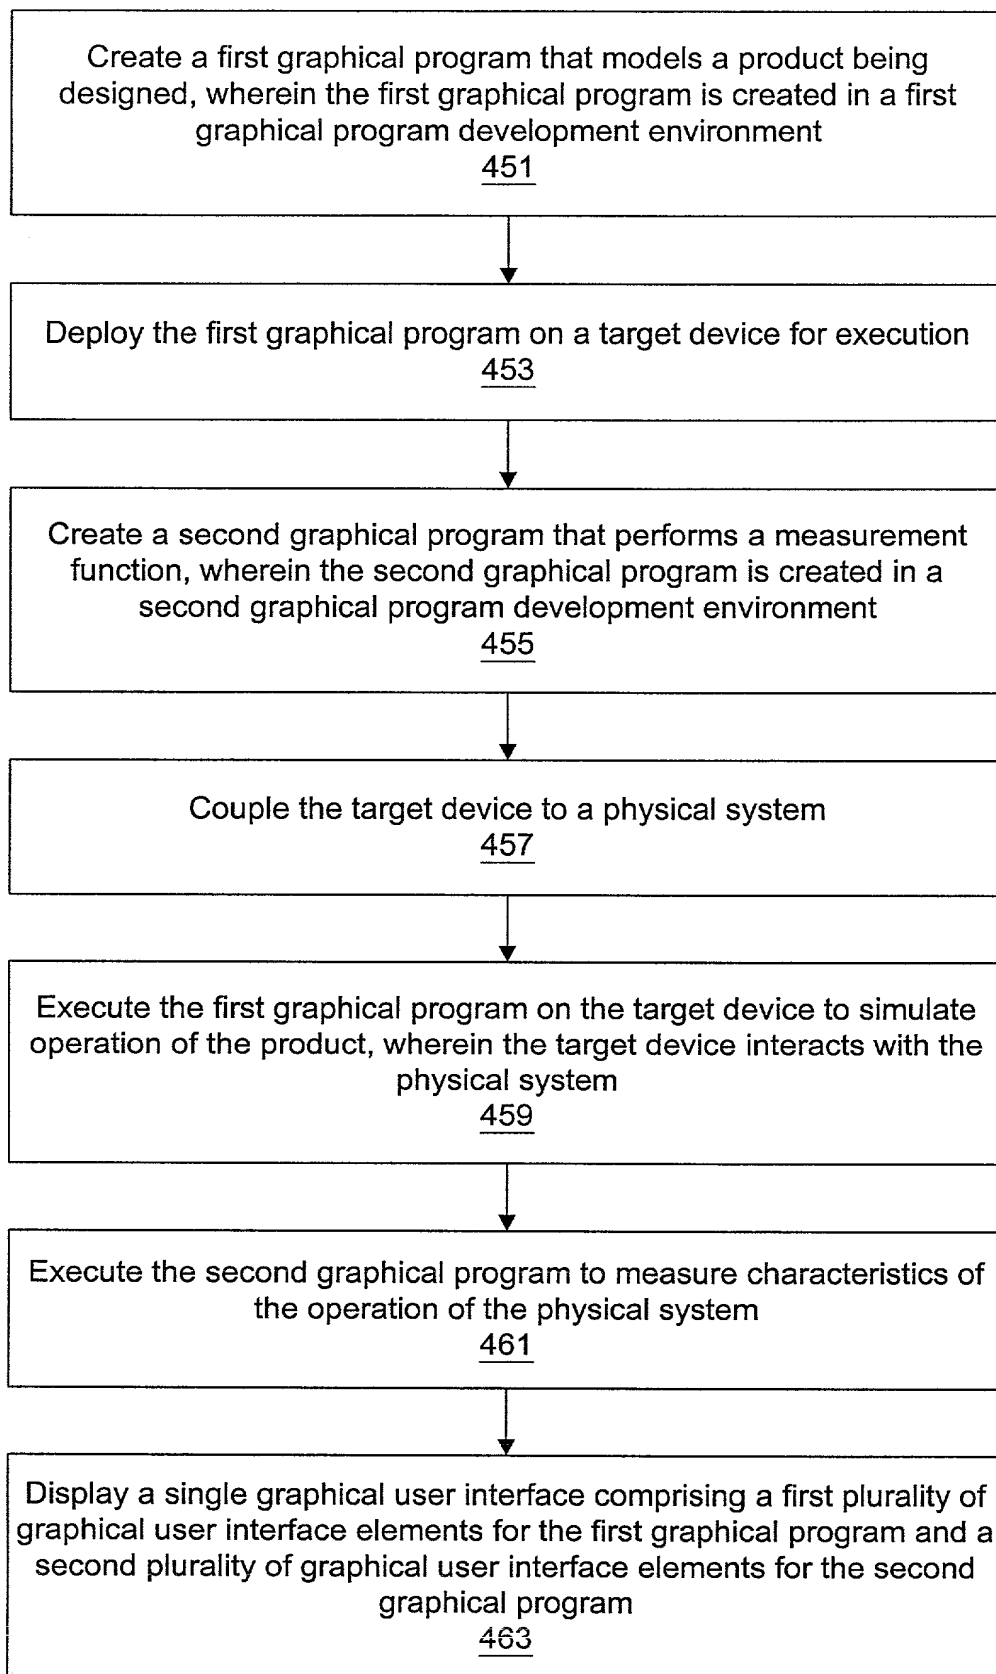 Create a first graphical program that models a product being
designed, wherein the first graphical program is created in a first
graphical program development environment
451
Deploy the first graphical program on a target device for execution
453
Create a second graphical program that performs a measurement
function, wherein the second graphical program is created in a
second graphical program development environment
455
Couple the target device to a physical system
457
Execute the first graphical program on the target device to simulate
operation of the product, wherein the target device interacts with the
physical system
459
Execute the second graphical program to measure characteristics of
the operation of the physical system
461
Display a single graphical user interface comprising a first plurality of
graphical user interface elements for the first graphical program and a
second plurality of graphical user interface elements for the second
graphical program
463